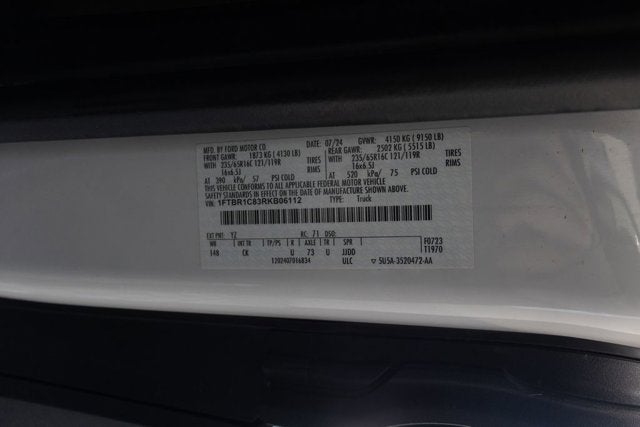 MFD. BY FORD MOTOR CO. DATE: 07/24 GVWR: 4150 KG ( 9150 LB)
FRONT GAWR: 1873 KG ( 4130 LB) REAR GAWR: 2502 KG ( 5515 LB)
WITH 235/65R16C 121/119R TIRES WITH 235/65R16C 121/119R TIRES
16x6.5J RIMS 16x6.5J RIMS
AT 390 kPa/ 57 PSI COLD AT 520 kPa/ 75 PSI COLD
THIS VEHICLE CONFORMS TO ALL APPLICABLE FEDERAL MOTOR VEHICLE
SAFETY STANDARDS IN EFFECT ON THE DATE OF MANUFACTURE SHOWN ABOVE.
VIN: 1FTBR1C83RKB06112 TYPE: Truck
EXT PNT: YZ RC: 71 DSO:
WB INT TR TP/PS R AXLE TR SPR F0723
148 CK U 73 U JJDD T1970
1202407016834 ULC ▽ 5U5A-3520472-AA